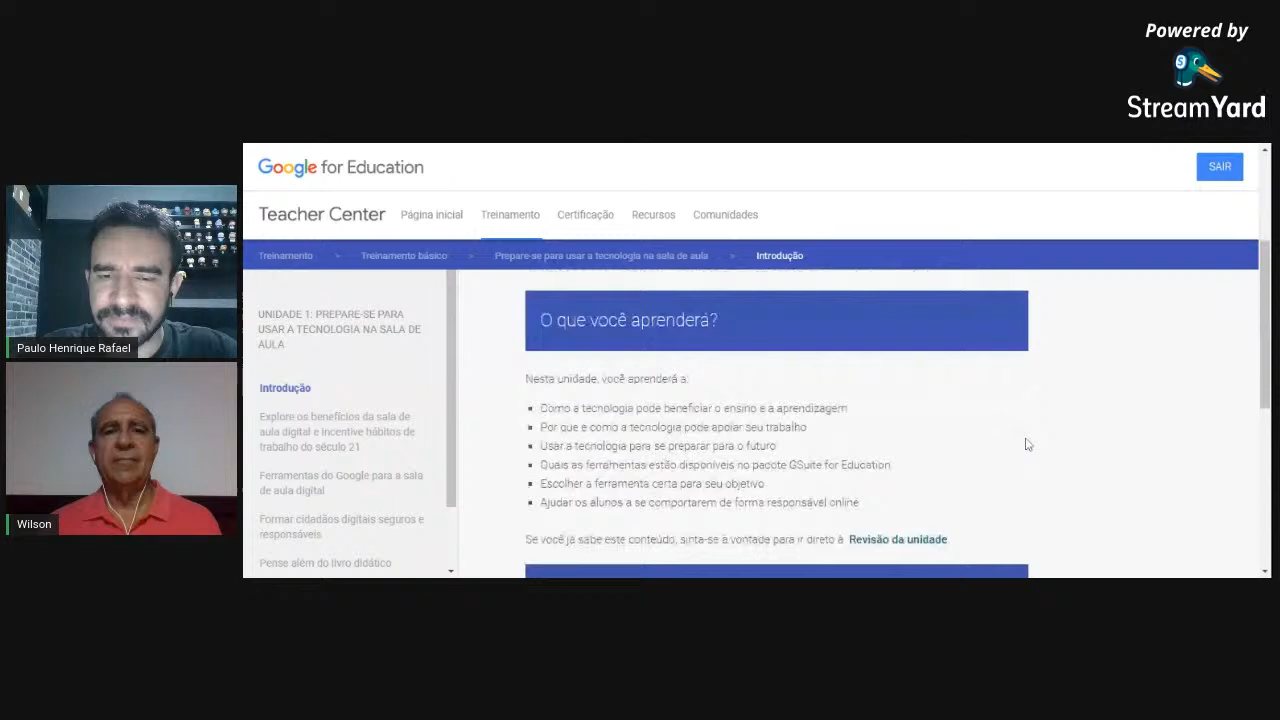 Powered by
StreamYard
Google for Education
SAIR
Teacher Center Página inicial Treinamento Certificação Recursos Comunidades
Treinamento > Treinamento básico > Prepare-se para usar a tecnologia na sala de aula > Introdução
UNIDADE 1: PREPARE-SE PARA
USAR A TECNOLOGIA NA SALA DE
AULA
Introdução
Explore os benefícios da sala de
aula digital e incentive hábitos de
trabalho do século 21
Ferramentas do Google para a sala
de aula digital
Formar cidadãos digitais seguros e
responsáveis
Pense além do livro didático
O que você aprenderá?
Nesta unidade, você aprenderá a:
Como a tecnologia pode beneficiar o ensino e a aprendizagem
Por que e como a tecnologia pode apoiar seu trabalho
Usar a tecnologia para se preparar para o futuro
Quais as ferramentas estão disponíveis no pacote GSuite for Education
Escolher a ferramenta certa para seu objetivo
Ajudar os alunos a se comportarem de forma responsável online
Se você já sabe este conteúdo, sinta-se à vontade para ir direto à Revisão da unidade
Paulo Henrique Rafael
Wilson